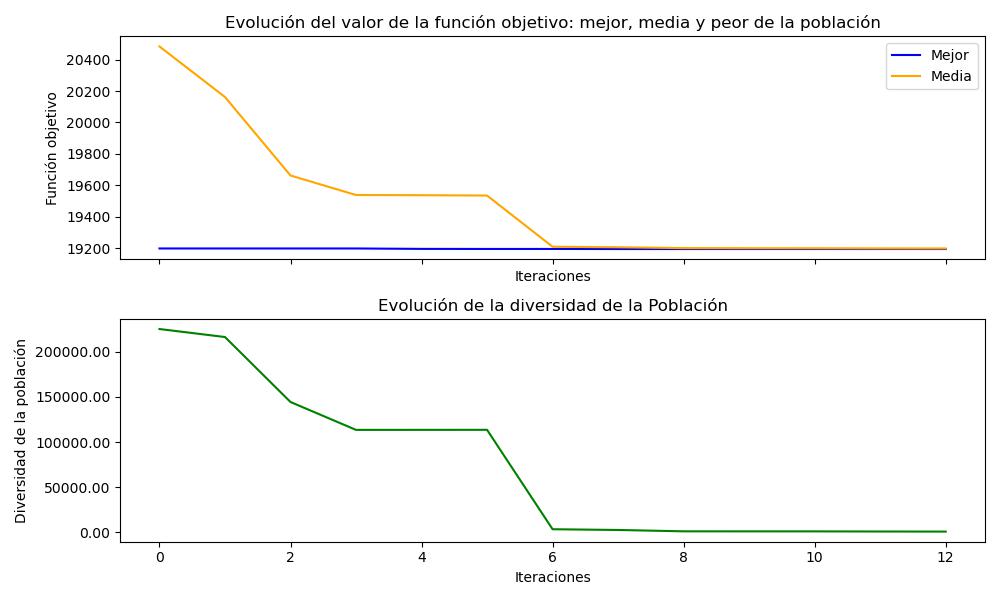 Evolución del valor de la función objetivo: mejor, media y peor de la población
Mejor
Media
Función objetivo
20400
20200
20000
19800
19600
19400
19200
Iteraciones
Evolución de la diversidad de la Población
Diversidad de la población
200000.00
150000.00
100000.00
50000.00
0.00
0 2 4 6 8 10 12
Iteraciones